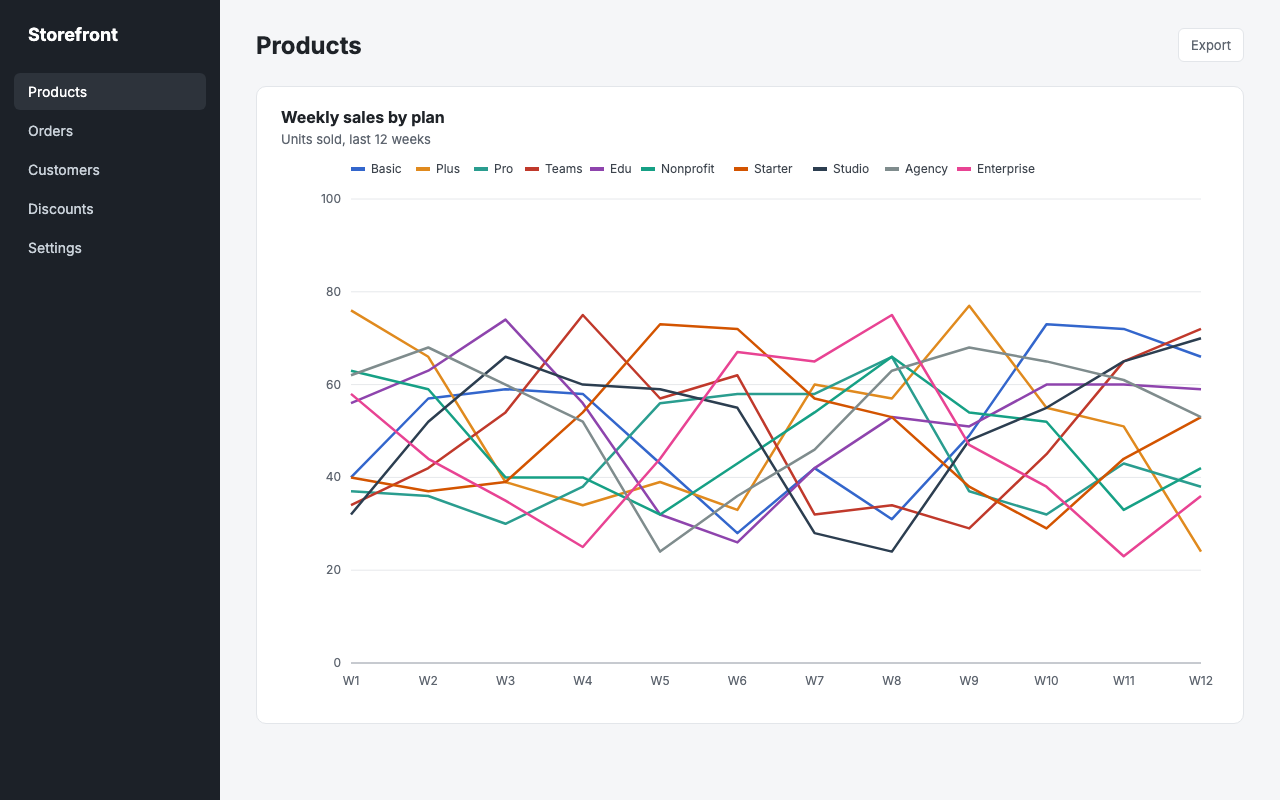 Storefront
Products
Orders
Customers
Discounts
Settings
Products
Export
Weekly sales by plan
Units sold, last 12 weeks
Basic Plus Pro Teams Edu Nonprofit Starter Studio Agency Enterprise
100
80
60
40
20
0
W1 W2 W3 W4 W5 W6 W7 W8 W9 W10 W11 W12